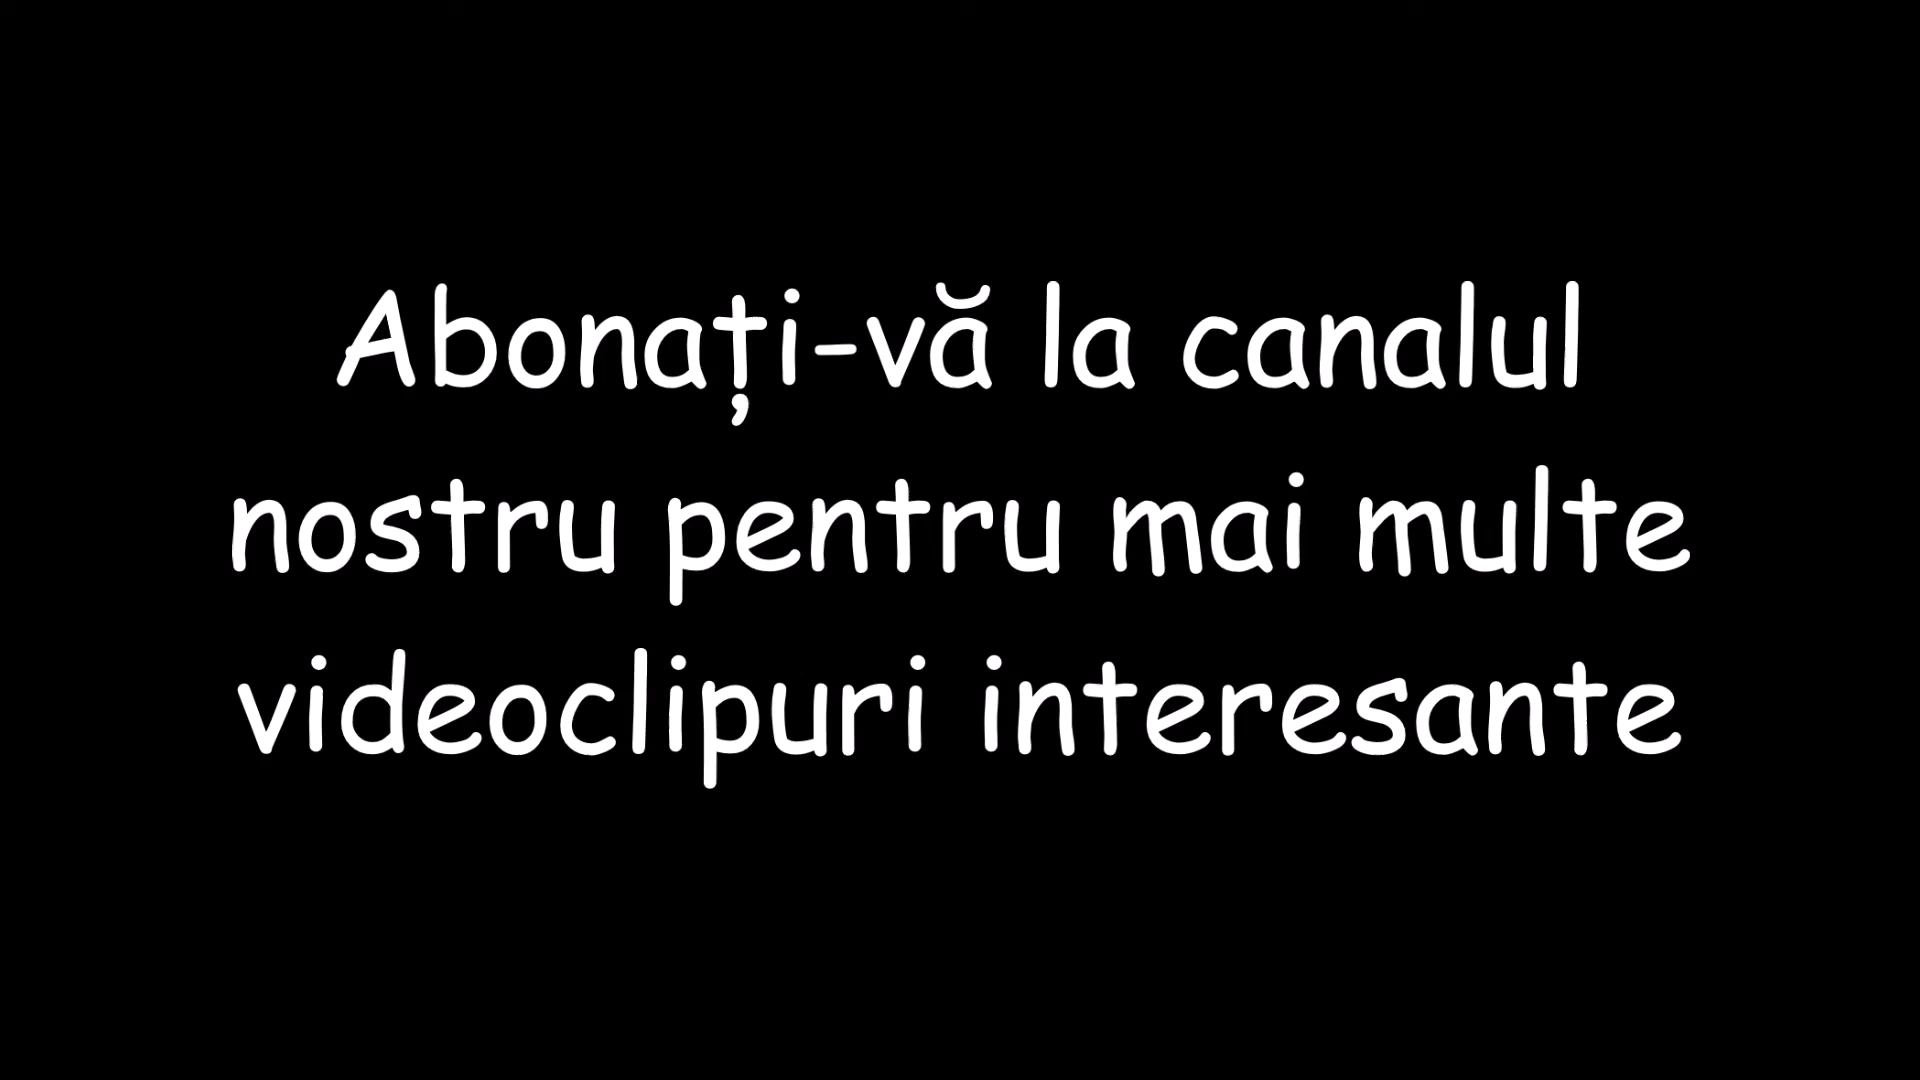 Abonați-vă la canalul
nostru pentru mai multe
videoclipuri interesante